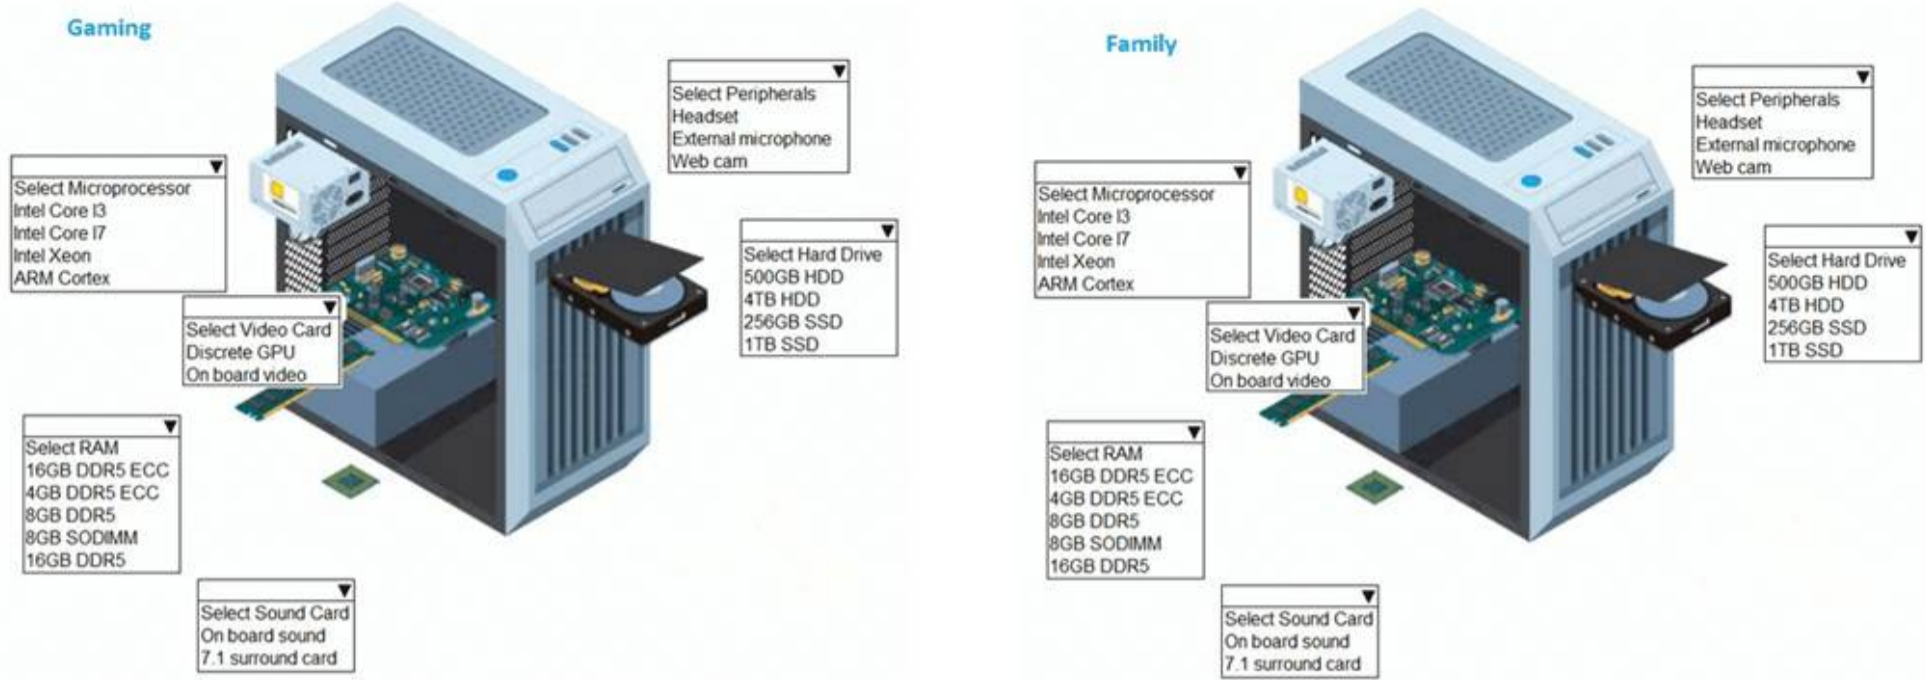 Gaming
▼
Select Peripherals
Headset
External microphone
Web cam
▼
Select Microprocessor
Intel Core I3
Intel Core I7
Intel Xeon
ARM Cortex
▼
Select Hard Drive
500GB HDD
4TB HDD
256GB SSD
1TB SSD
▼
Select Video Card
Discrete GPU
On board video
▼
Select RAM
16GB DDR5 ECC
4GB DDR5 ECC
8GB DDR5
8GB SODIMM
16GB DDR5
▼
Select Sound Card
On board sound
7.1 surround card
Family
▼
Select Peripherals
Headset
External microphone
Web cam
▼
Select Microprocessor
Intel Core I3
Intel Core I7
Intel Xeon
ARM Cortex
▼
Select Hard Drive
500GB HDD
4TB HDD
256GB SSD
1TB SSD
▼
Select Video Card
Discrete GPU
On board video
▼
Select RAM
16GB DDR5 ECC
4GB DDR5 ECC
8GB DDR5
8GB SODIMM
16GB DDR5
▼
Select Sound Card
On board sound
7.1 surround card